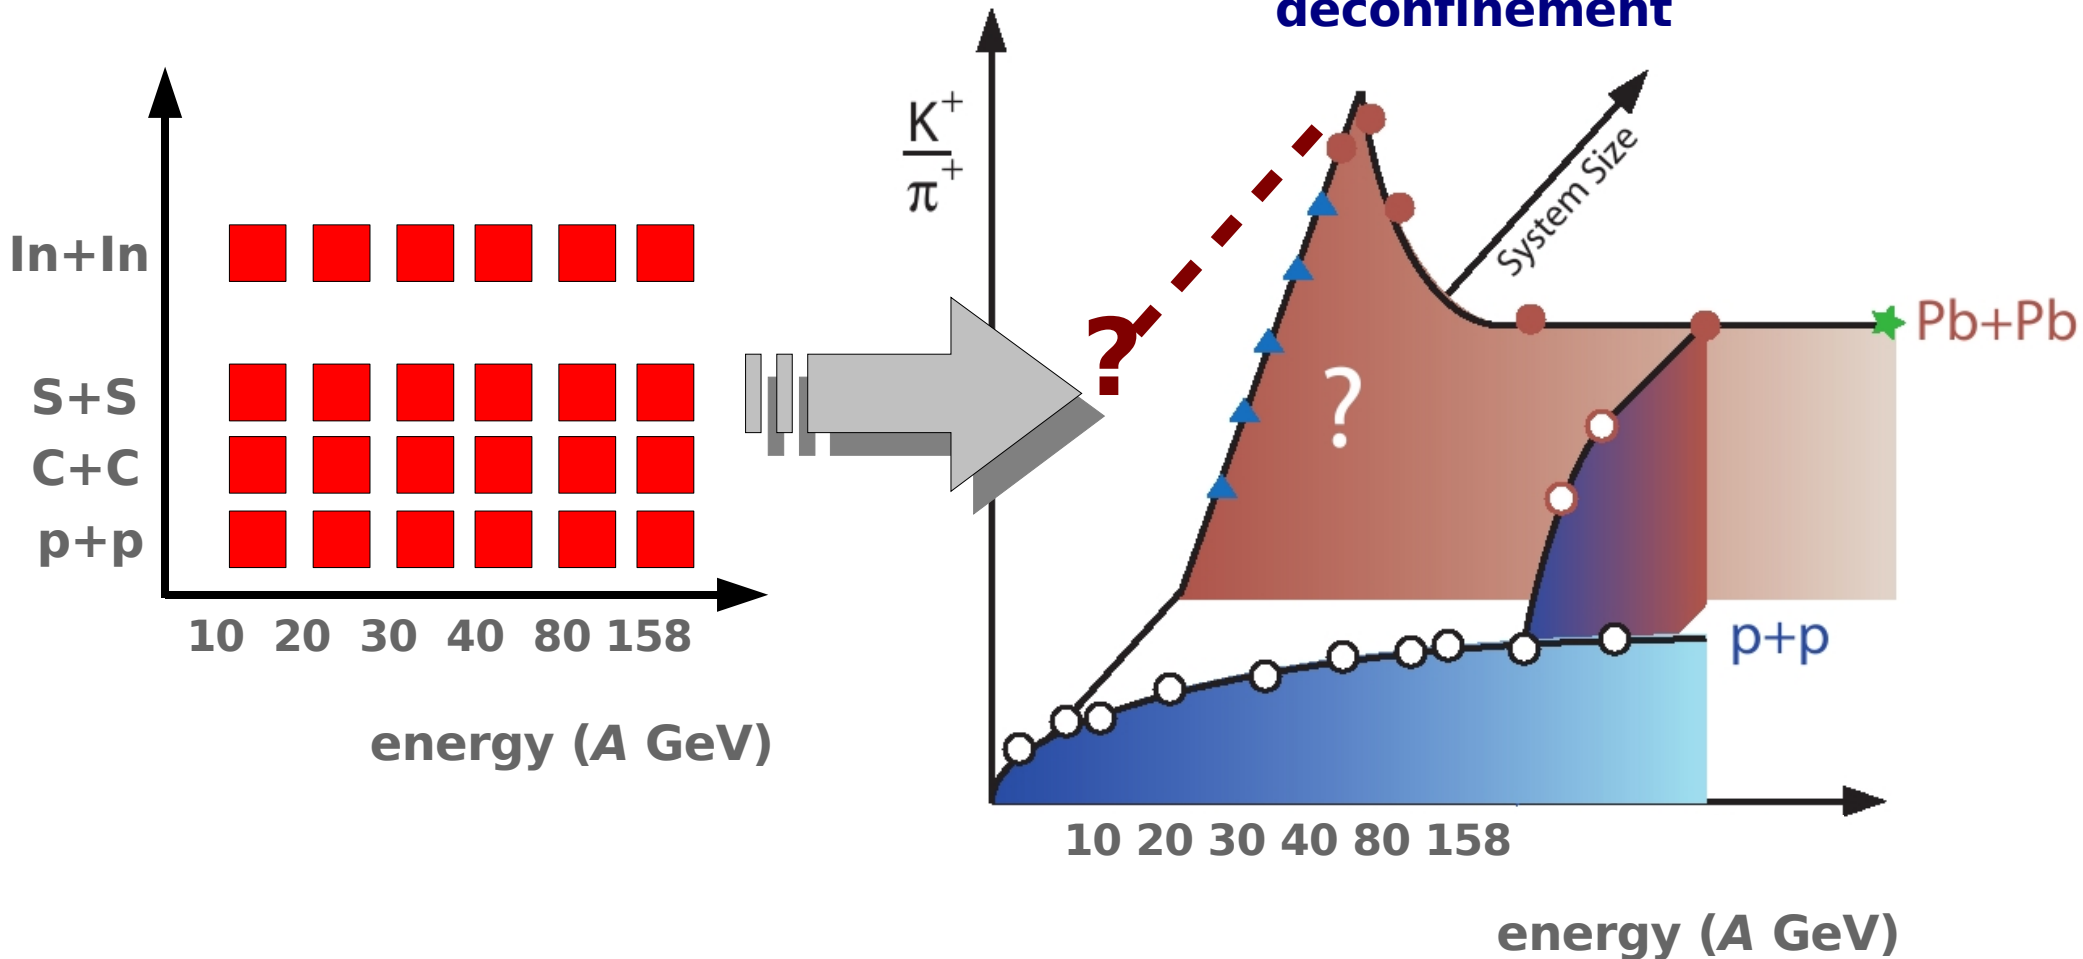 deconfinement
K+
π+
System Size
In+In
S+S
C+C
p+p
10 20 30 40 80 158
energy (A GeV)
?
?
Pb+Pb
p+p
10 20 30 40 80 158
energy (A GeV)